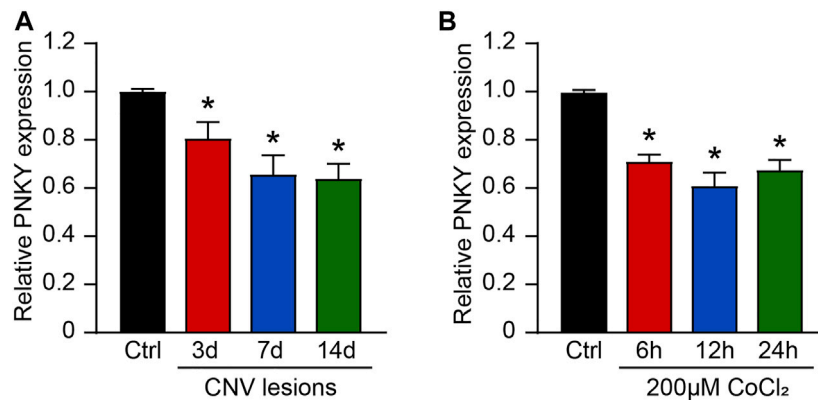 A
Relative PNKY expression
1.2
1.0
0.8
0.6
0.4
0.2
0
*
*
*
Ctrl 3d 7d 14d
CNV lesions
B
Relative PNKY expression
1.2
1.0
0.8
0.6
0.4
0.2
0
*
*
*
Ctrl 6h 12h 24h
200μM CoCl₂